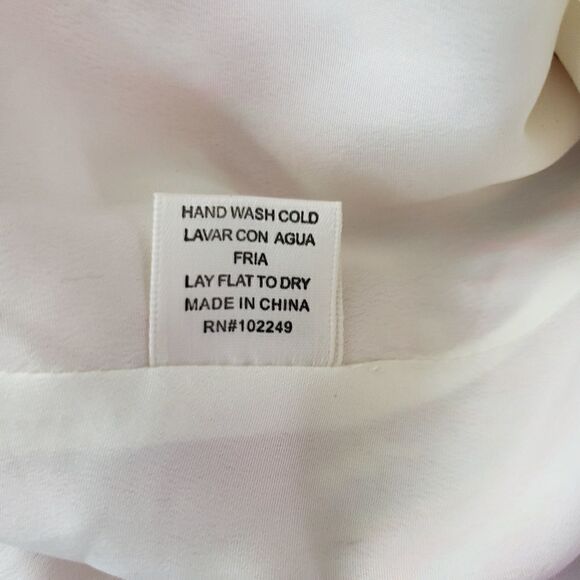 HAND WASH COLD
LAVAR CON AGUA
FRIA
LAY FLAT TO DRY
MADE IN CHINA
RN#102249